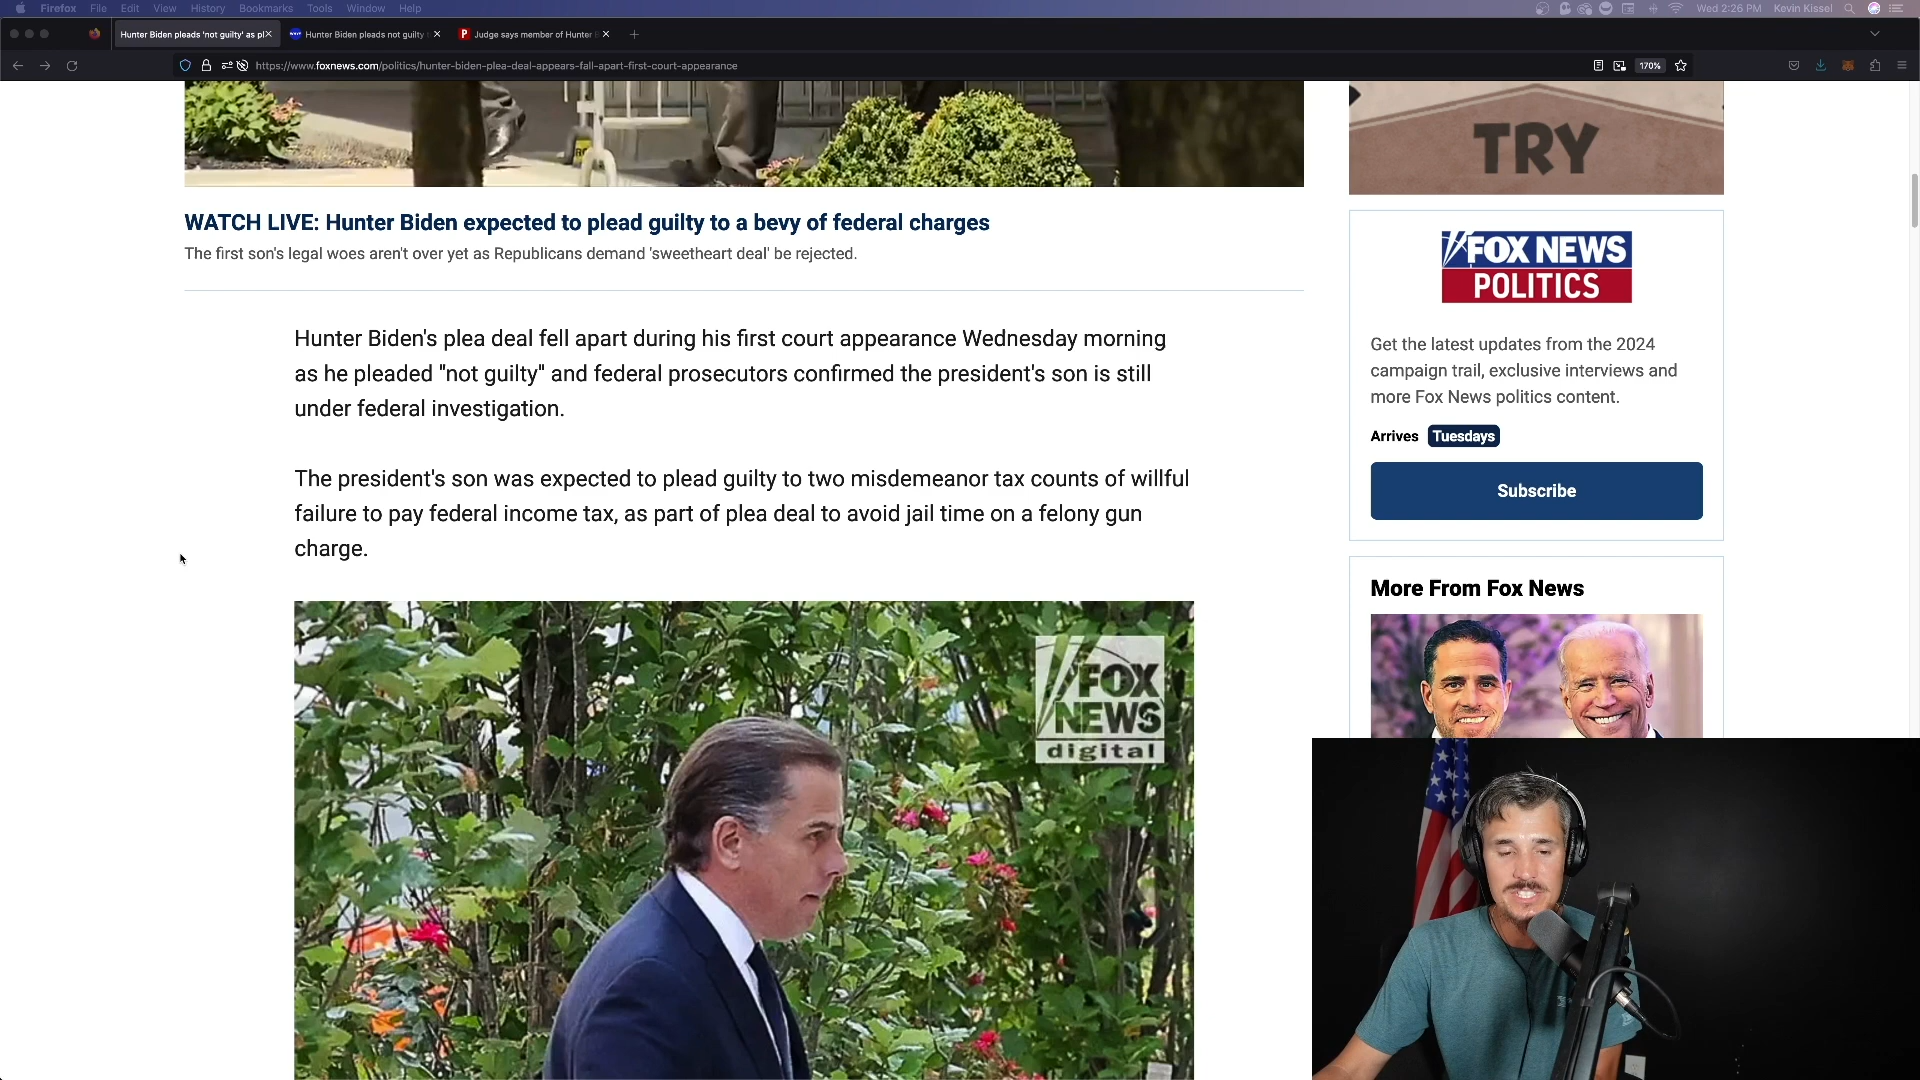 Firefox File Edit View History Bookmarks Tools Window Help
Wed 2:26 PM Kevin Kissel
Hunter Biden pleads 'not guilty' as pl
Hunter Biden pleads not guilty
Judge says member of Hunter
https://www.foxnews.com/politics/hunter-biden-plea-deal-appears-fall-apart-first-court-appearance
170%
TRY
WATCH LIVE: Hunter Biden expected to plead guilty to a bevy of federal charges
The first son's legal woes aren't over yet as Republicans demand 'sweetheart deal' be rejected.
Hunter Biden's plea deal fell apart during his first court appearance Wednesday morning
as he pleaded "not guilty" and federal prosecutors confirmed the president's son is still
under federal investigation.
The president's son was expected to plead guilty to two misdemeanor tax counts of willful
failure to pay federal income tax, as part of plea deal to avoid jail time on a felony gun
charge.
FOX
NEWS
digital
FOX NEWS
POLITICS
Get the latest updates from the 2024
campaign trail, exclusive interviews and
more Fox News politics content.
Arrives Tuesdays
Subscribe
More From Fox News